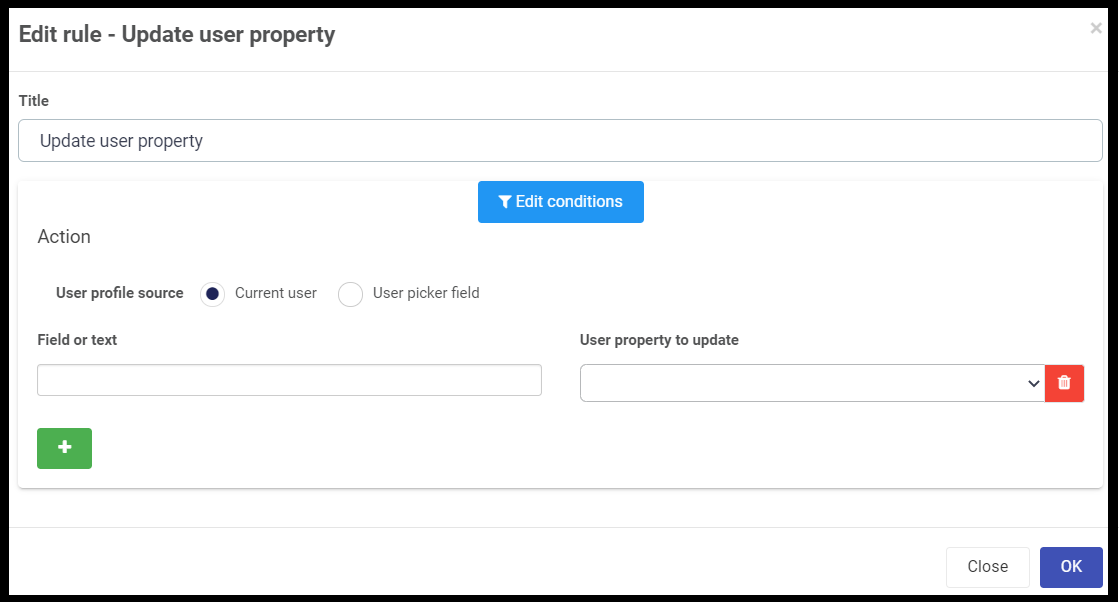 Edit rule - Update user property
×
Title
Update user property
Edit conditions
Action
User profile source Current user User picker field
Field or text User property to update
Close OK